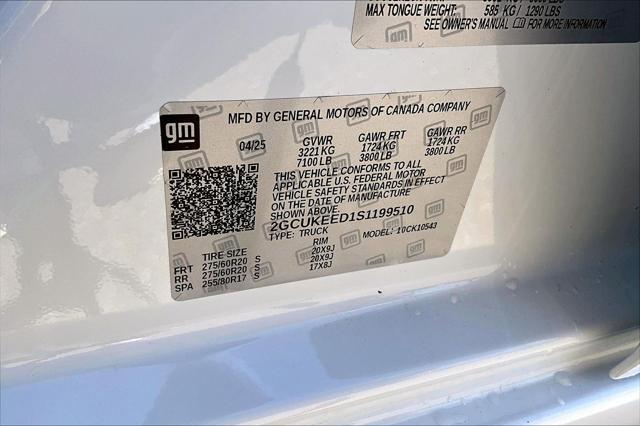 MAX TONGUE WEIGHT: 585 KG / 1290 LBS
SEE OWNER'S MANUAL FOR MORE INFORMATION
gm
MFD BY GENERAL MOTORS OF CANADA COMPANY
04/25 GVWR GAWR FRT GAWR RR
3221 KG 1724 KG 1724 KG
7100 LB 3800 LB 3800 LB
THIS VEHICLE CONFORMS TO ALL
APPLICABLE U.S. FEDERAL MOTOR
VEHICLE SAFETY STANDARDS IN EFFECT
ON THE DATE OF MANUFACTURE
SHOWN ABOVE.
2GCUKEED1S1199510
TYPE: TRUCK MODEL: 10CK10543
TIRE SIZE RIM
FRT 275/60R20 S 20X9J
RR 275/60R20 S 20X9J
SPA 255/80R17 S 17X8J